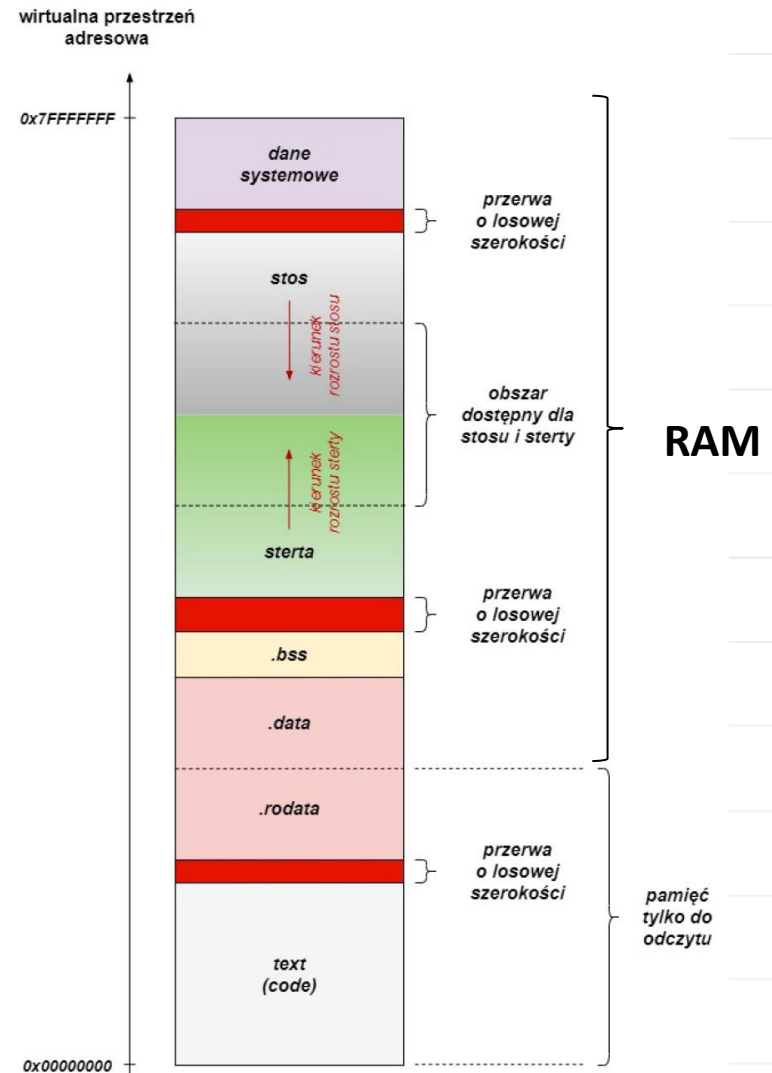 wirtualna przestrzeń
adresowa
0x7FFFFFFF
dane
systemowe
przerwa
o losowej
szerokości
stos
kierunek
rozrostu stosu
obszar
dostępny dla
stosu i sterty
RAM
kierunek
rozrostu sterty
sterta
przerwa
o losowej
szerokości
.bss
.data
.rodata
przerwa
o losowej
szerokości
pamięć
tylko do
odczytu
text
(code)
0x00000000